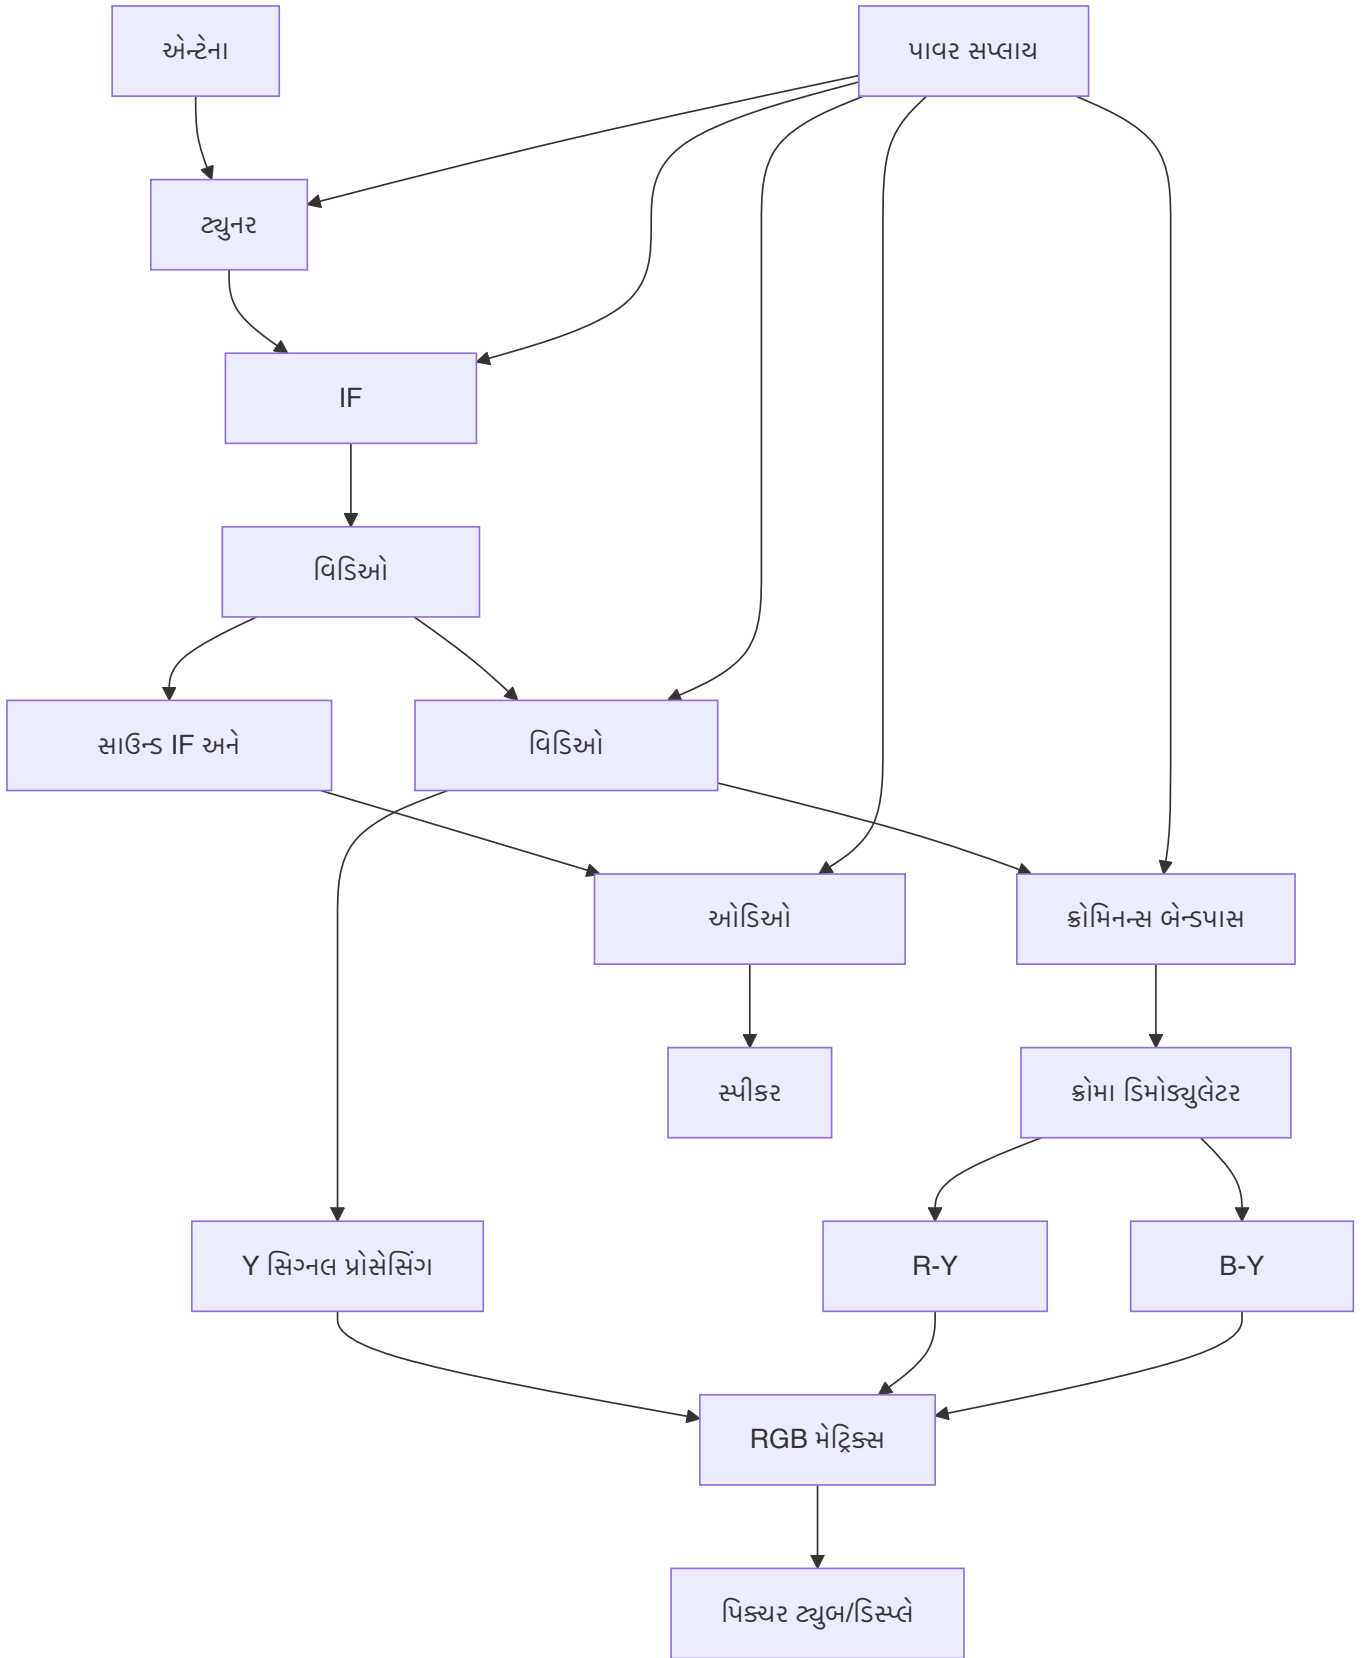 એન્ટેના
પાવર સપ્લાય
ટ્યુનર
IF
વિડિઓ
સાઉન્ડ IF અને
વિડિઓ
ઓડિઓ
ક્રોમિનન્સ બેન્ડપાસ
સ્પીકર
ક્રોમા ડિમોડ્યુલેટર
Y સિગ્નલ પ્રોસેસિંગ
R-Y
B-Y
RGB મેટ્રિક્સ
પિક્ચર ટ્યુબ/ડિસ્પ્લે